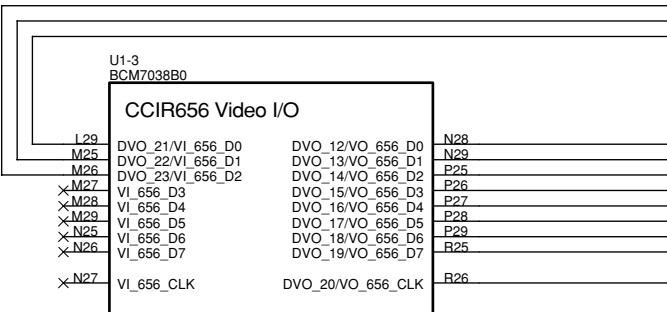 U1-3
BCM7038B0
CCIR656 Video I/O
L29 DVO_21/VI_656_D0 DVO_12/VO_656_D0 N28
M25 DVO_22/VI_656_D1 DVO_13/VO_656_D1 N29
M26 DVO_23/VI_656_D2 DVO_14/VO_656_D2 P25
M27 VI_656_D3 DVO_15/VO_656_D3 P26
M28 VI_656_D4 DVO_16/VO_656_D4 P27
M29 VI_656_D5 DVO_17/VO_656_D5 P28
N25 VI_656_D6 DVO_18/VO_656_D6 P29
N26 VI_656_D7 DVO_19/VO_656_D7 R25
N27 VI_656_CLK DVO_20/VO_656_CLK R26